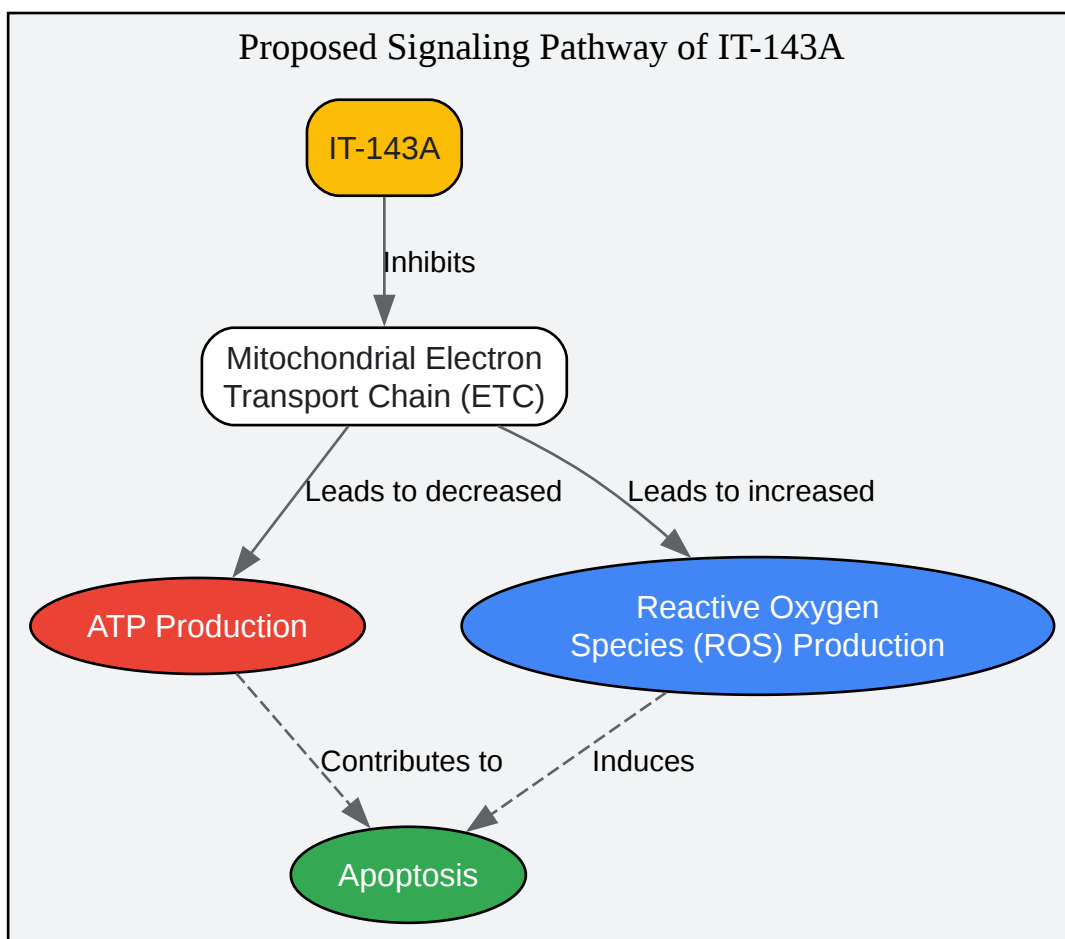 Proposed Signaling Pathway of IT-143A
IT-143A
Inhibits
Mitochondrial Electron
Transport Chain (ETC)
Leads to decreased
Leads to increased
ATP Production
Reactive Oxygen
Species (ROS) Production
Contributes to
Induces
Apoptosis